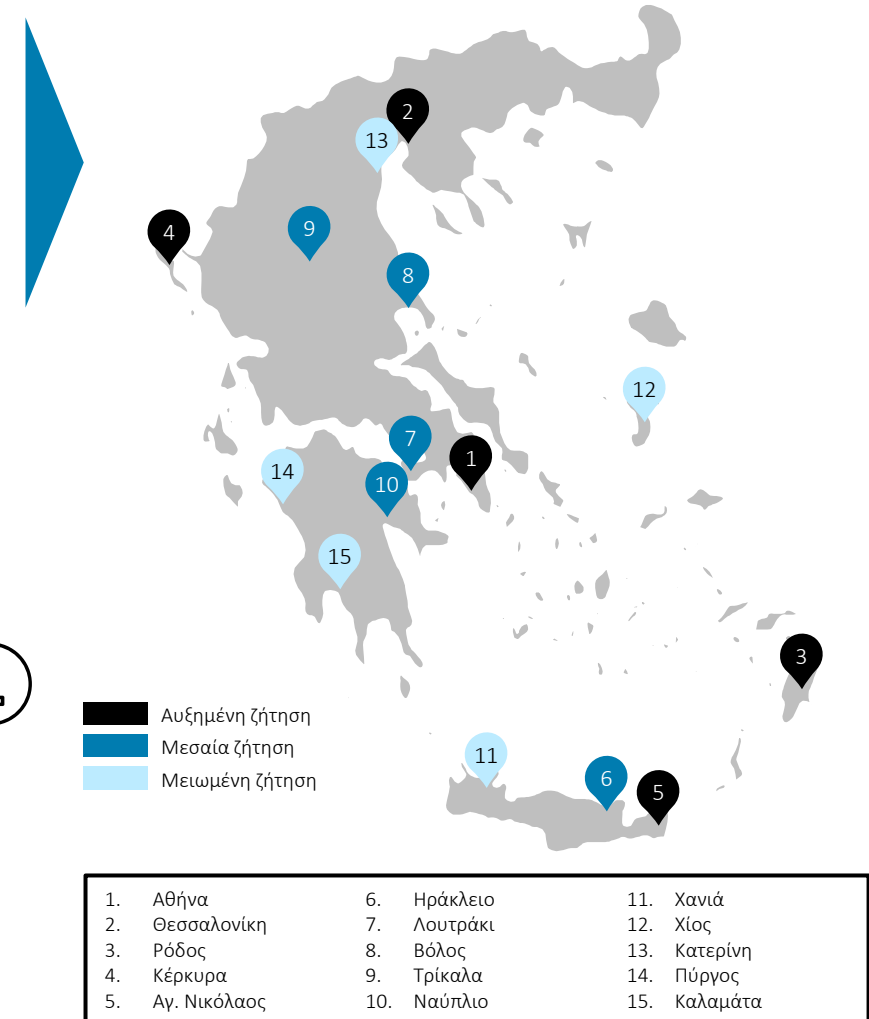 2
13
4
9
8
12
7
1
14
10
15
3
11
6
5
Αυξημένη ζήτηση
Μεσαία ζήτηση
Μειωμένη ζήτηση
1. Αθήνα
2. Θεσσαλονίκη
3. Ρόδος
4. Κέρκυρα
5. Αγ. Νικόλαος
6. Ηράκλειο
7. Λουτράκι
8. Βόλος
9. Τρίκαλα
10. Ναύπλιο
11. Χανιά
12. Χίος
13. Κατερίνη
14. Πύργος
15. Καλαμάτα